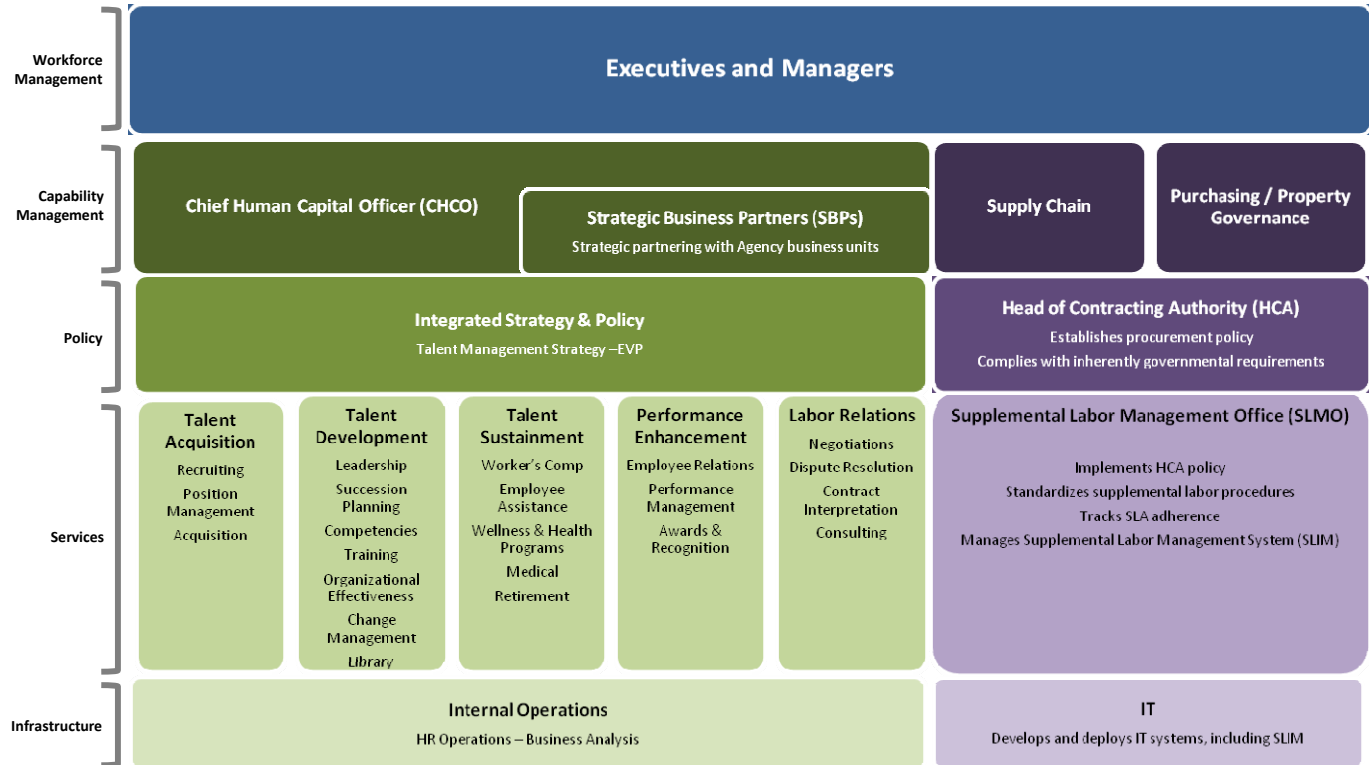 Workforce
Management
Executives and Managers
Capability
Management
Chief Human Capital Officer (CHCO)
Strategic Business Partners (SBPs)
Strategic partnering with Agency business units
Supply Chain
Purchasing / Property
Governance
Policy
Integrated Strategy & Policy
Talent Management Strategy –EVP
Head of Contracting Authority (HCA)
Establishes procurement policy
Complies with inherently governmental requirements
Services
Talent
Acquisition
Recruiting
Position
Management
Acquisition
Talent
Development
Leadership
Succession
Planning
Competencies
Training
Organizational
Effectiveness
Change
Management
Library
Talent
Sustainment
Worker's Comp
Employee
Assistance
Wellness & Health
Programs
Medical
Retirement
Performance
Enhancement
Employee Relations
Performance
Management
Awards &
Recognition
Labor Relations
Negotiations
Dispute Resolution
Contract
Interpretation
Consulting
Supplemental Labor Management Office (SLMO)
Implements HCA policy
Standardizes supplemental labor procedures
Tracks SLA adherence
Manages Supplemental Labor Management System (SLIM)
Infrastructure
Internal Operations
HR Operations – Business Analysis
IT
Develops and deploys IT systems, including SLIM